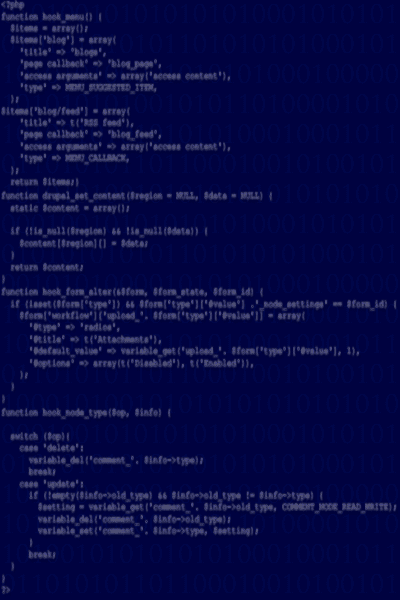 <?php
function hook_menu() {
$items = array();
$items['blog'] = array(
'title' => 'blogs',
'page callback' => 'blog_page',
'access arguments' => array('access content'),
'type' => MENU_SUGGESTED_ITEM,
);
$items['blog/feed'] = array(
'title' => t('RSS feed'),
'page callback' => 'blog_feed',
'access arguments' => array('access content'),
'type' => MENU_CALLBACK,
);
return $items;}
function drupal_set_content($region = NULL, $data = NULL) {
static $content = array();
if (!is_null($region) && !is_null($data)) {
$content[$region][] = $data;
}
return $content;
}
function hook_form_alter(&$form, $form_state, $form_id) {
if (isset($form['type']) && $form['type']['#value'] .'_node_settings' == $form_id) {
$form['workflow']['upload_'. $form['type']['#value']] = array(
'#type' => 'radios',
'#title' => t('Attachments'),
'#default_value' => variable_get('upload_'. $form['type']['#value'], 1),
'#options' => array(t('Disabled'), t('Enabled')),
);
}
}
function hook_node_type($op, $info) {
switch ($op){
case 'delete':
variable_del('comment_'. $info->type);
break;
case 'update':
if (!empty($info->old_type) && $info->old_type != $info->type) {
$setting = variable_get('comment_'. $info->old_type, COMMENT_NODE_READ_WRITE);
variable_del('comment_'. $info->old_type);
variable_set('comment_'. $info->type, $setting);
}
break;
}
}
?>